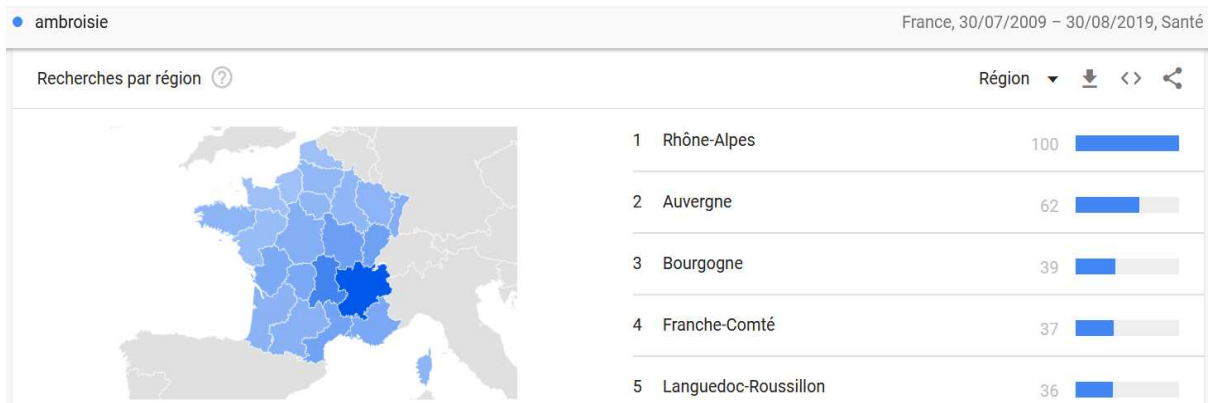 ambroisie
France, 30/07/2009 – 30/08/2019, Santé
Recherches par région ?
Région
1 Rhône-Alpes 100
2 Auvergne 62
3 Bourgogne 39
4 Franche-Comté 37
5 Languedoc-Roussillon 36